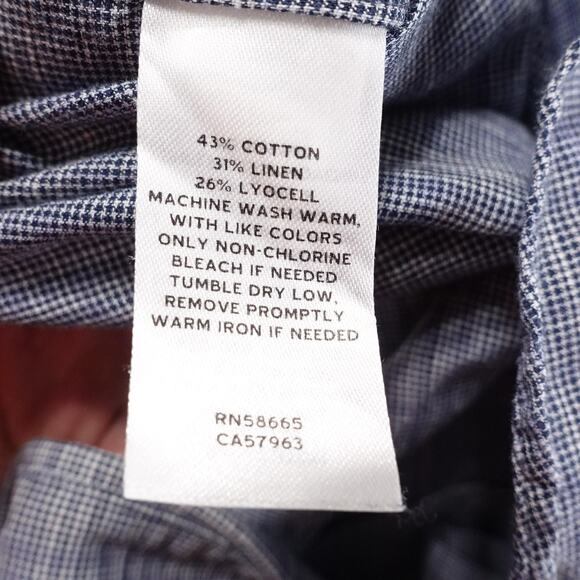 43% COTTON
31% LINEN
26% LYOCELL
MACHINE WASH WARM,
WITH LIKE COLORS
ONLY NON-CHLORINE
BLEACH IF NEEDED
TUMBLE DRY LOW,
REMOVE PROMPTLY
WARM IRON IF NEEDED
RN58665
CA57963